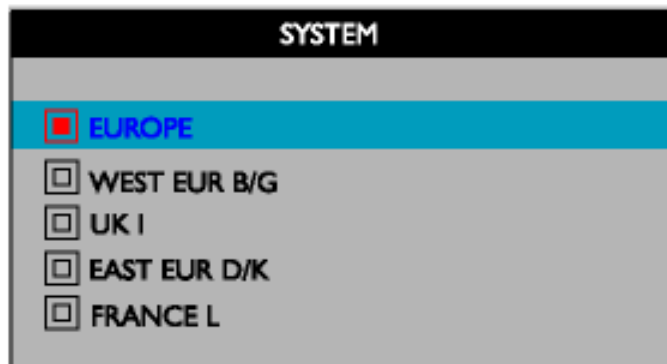 SYSTEM
EUROPE
WEST EUR B/G
UK I
EAST EUR D/K
FRANCE L